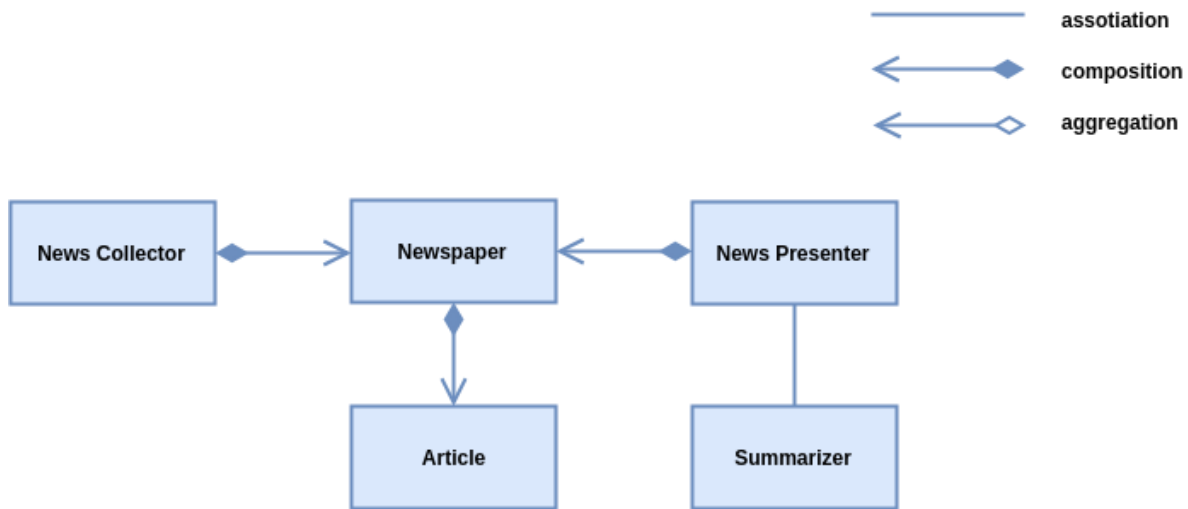 assotiation
composition
aggregation
News Collector
Newspaper
News Presenter
Article
Summarizer